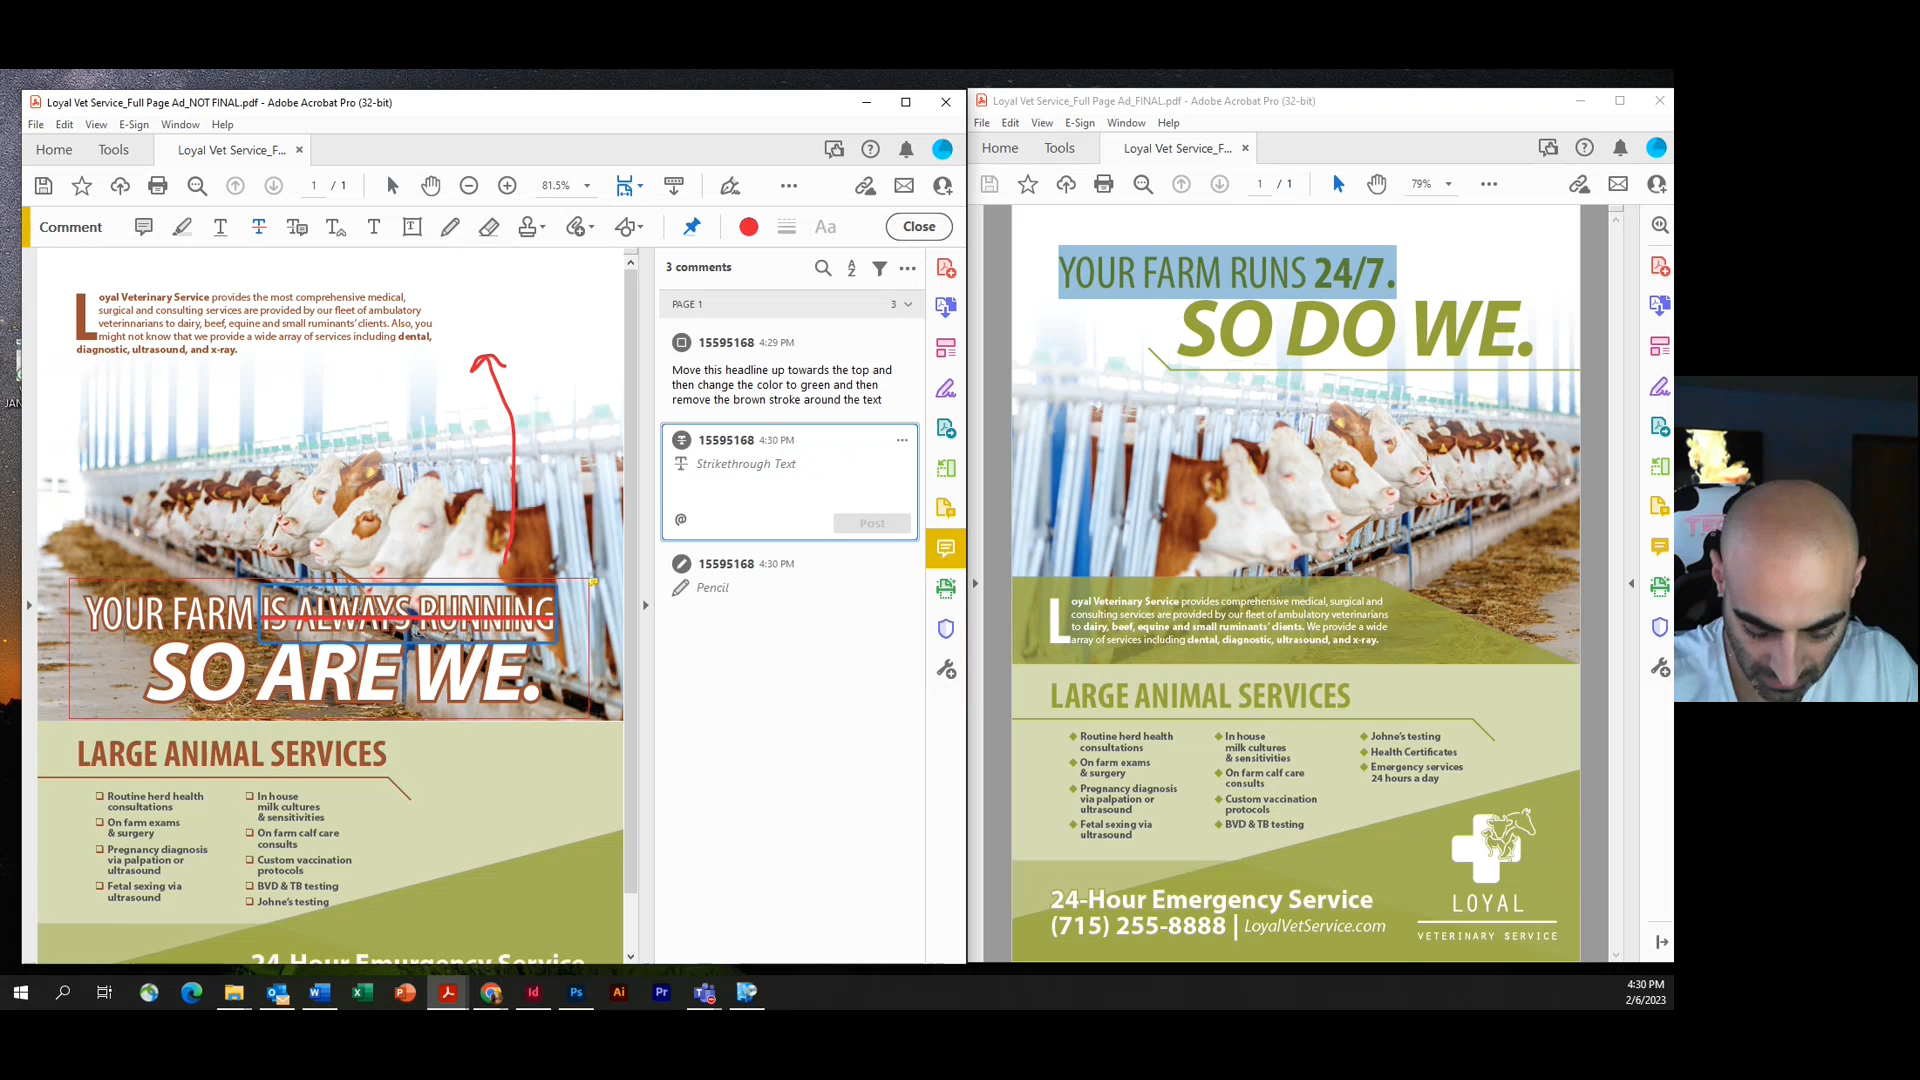 Loyal Vet Service_Full Page Ad_NOT FINAL.pdf - Adobe Acrobat Pro (32-bit)
File Edit View E-Sign Window Help
Home Tools Loyal Vet Service_F...
1 / 1 81.5%
Comment Aa Close
Loyal Veterinary Service provides the most comprehensive medical,
surgical and consulting services are provided by our fleet of ambulatory
veterinnarians to dairy, beef, equine and small ruminants' clients. Also, you
might not know that we provide a wide array of services including dental,
diagnostic, ultrasound, and x-ray.
YOUR FARM IS ALWAYS RUNNING
SO ARE WE.
LARGE ANIMAL SERVICES
Routine herd health
consultations
On farm exams
& surgery
Pregnancy diagnosis
via palpation or
ultrasound
Fetal sexing via
ultrasound
In house
milk cultures
& sensitivities
On farm calf care
consults
Custom vaccination
protocols
BVD & TB testing
Johne's testing
24-Hour Emurgency Service
3 comments
PAGE 1 3
15595168 4:29 PM
Move this headline up towards the top and
then change the color to green and then
remove the brown stroke around the text
15595168 4:30 PM
Strikethrough Text
@ Post
15595168 4:30 PM
Pencil
Loyal Vet Service_Full Page Ad_FINAL.pdf - Adobe Acrobat Pro (32-bit)
File Edit View E-Sign Window Help
Home Tools Loyal Vet Service_F...
1 / 1 79%
YOUR FARM RUNS 24/7.
SO DO WE.
Loyal Veterinary Service provides comprehensive medical, surgical and
consulting services are provided by our fleet of ambulatory veterinarians
to dairy, beef, equine and small ruminants' clients. We provide a wide
array of services including dental, diagnostic, ultrasound, and x-ray.
LARGE ANIMAL SERVICES
Routine herd health
consultations
On farm exams
& surgery
Pregnancy diagnosis
via palpation or
ultrasound
Fetal sexing via
ultrasound
In house
milk cultures
& sensitivities
On farm calf care
consults
Custom vaccination
protocols
BVD & TB testing
Johne's testing
Health Certificates
Emergency services
24 hours a day
24-Hour Emergency Service
(715) 255-8888 | LoyalVetService.com
LOYAL
VETERINARY SERVICE
4:30 PM
2/6/2023